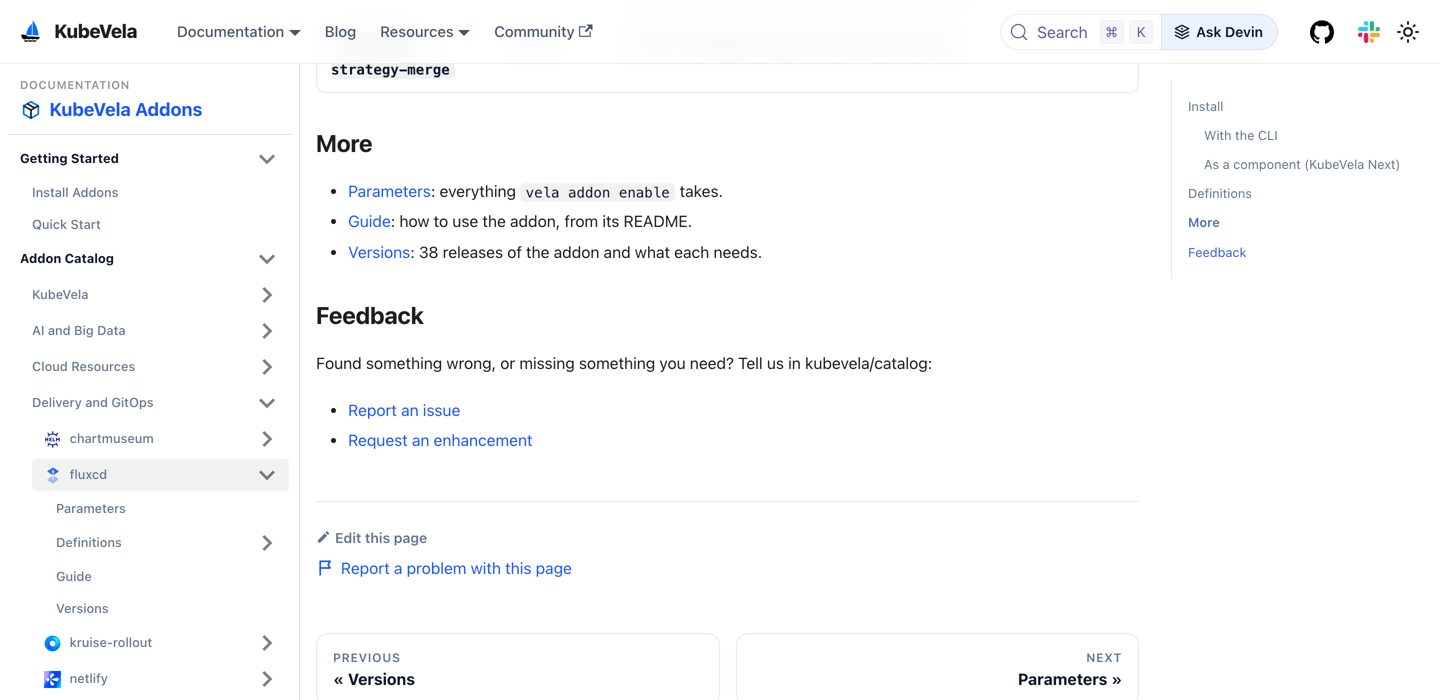 KubeVela
Documentation
Blog
Resources
Community
Search
⌘ K
Ask Devin
DOCUMENTATION
KubeVela Addons
Getting Started
Install Addons
Quick Start
Addon Catalog
KubeVela
AI and Big Data
Cloud Resources
Delivery and GitOps
HELM chartmuseum
fluxcd
Parameters
Definitions
Guide
Versions
kruise-rollout
netlify
strategy-merge
More
Parameters: everything vela addon enable takes.
Guide: how to use the addon, from its README.
Versions: 38 releases of the addon and what each needs.
Feedback
Found something wrong, or missing something you need? Tell us in kubevela/catalog:
Report an issue
Request an enhancement
Edit this page
Report a problem with this page
PREVIOUS
« Versions
NEXT
Parameters »
Install
With the CLI
As a component (KubeVela Next)
Definitions
More
Feedback